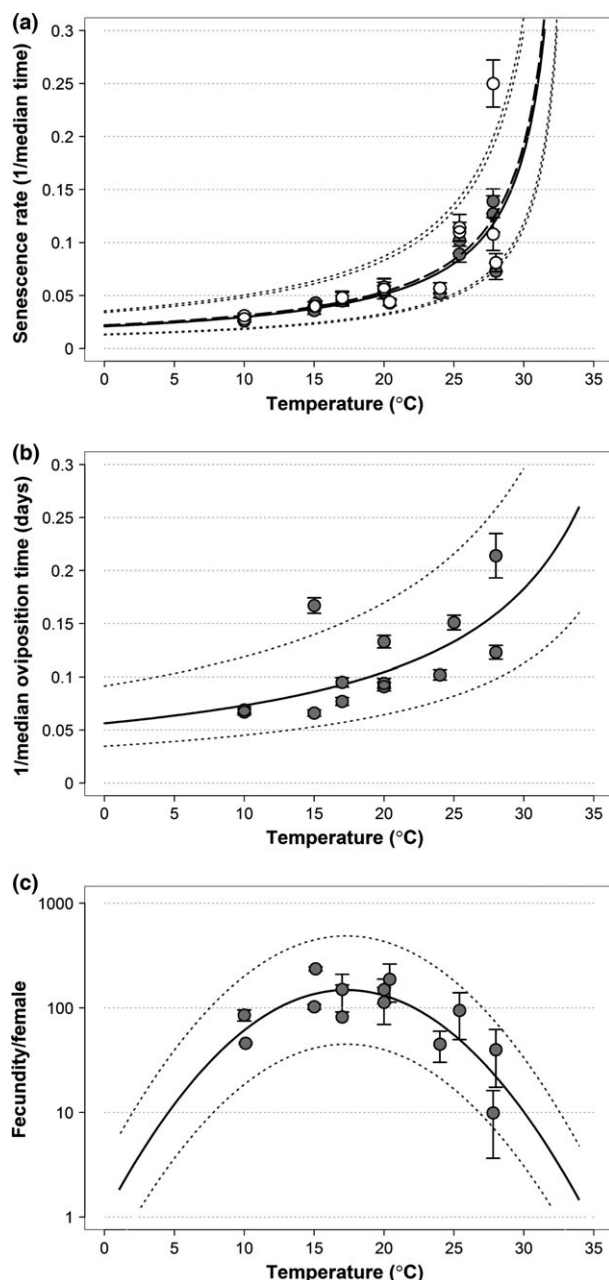 (a)
0.3
0.25
0.2
0.15
0.1
0.05
0
Senescence rate (1/median time)
0 5 10 15 20 25 30 35
Temperature (°C)
(b)
0.3
0.25
0.2
0.15
0.1
0.05
0
1/median oviposition time (days)
0 5 10 15 20 25 30 35
Temperature (°C)
(c)
1000
100
10
1
Fecundity/female
0 5 10 15 20 25 30 35
Temperature (°C)